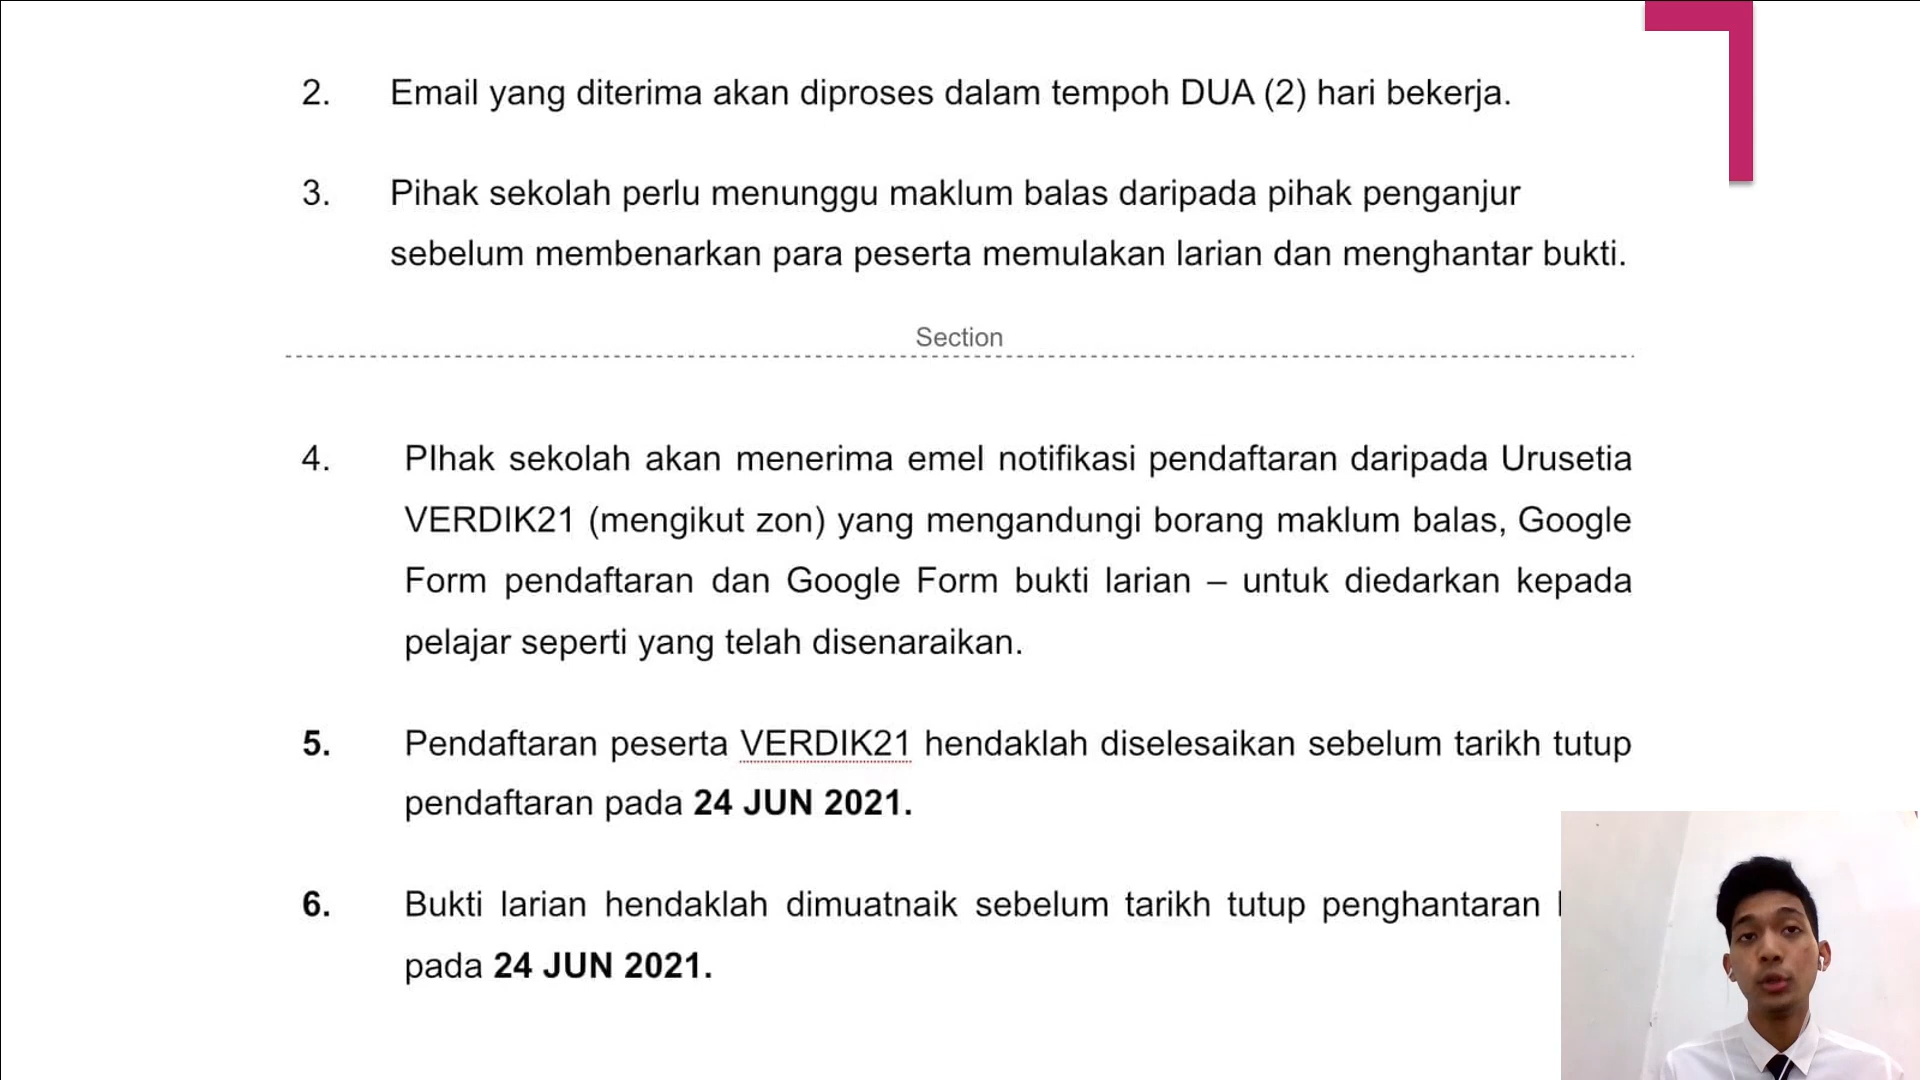 2. Email yang diterima akan diproses dalam tempoh DUA (2) hari bekerja.
3. Pihak sekolah perlu menunggu maklum balas daripada pihak penganjur
sebelum membenarkan para peserta memulakan larian dan menghantar bukti.
Section
4. PIhak sekolah akan menerima emel notifikasi pendaftaran daripada Urusetia
VERDIK21 (mengikut zon) yang mengandungi borang maklum balas, Google
Form pendaftaran dan Google Form bukti larian – untuk diedarkan kepada
pelajar seperti yang telah disenaraikan.
5. Pendaftaran peserta VERDIK21 hendaklah diselesaikan sebelum tarikh tutup
pendaftaran pada 24 JUN 2021.
6. Bukti larian hendaklah dimuatnaik sebelum tarikh tutup penghantaran
pada 24 JUN 2021.